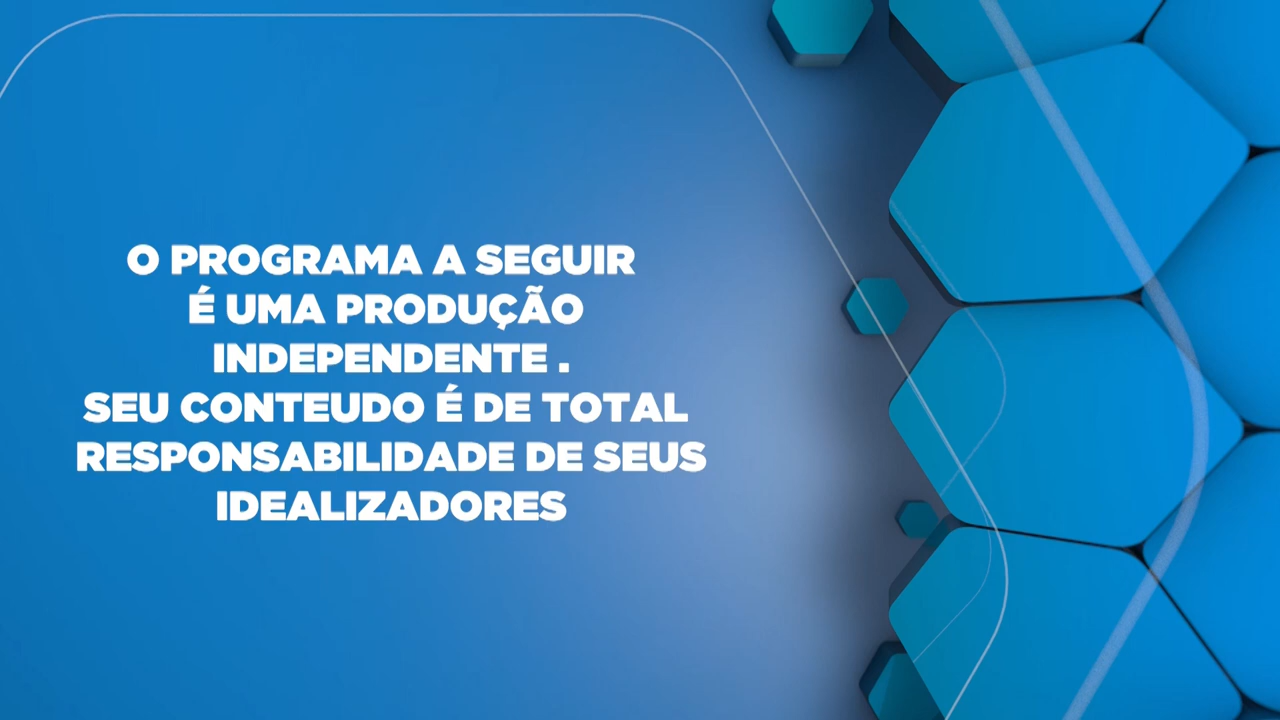 O PROGRAMA A SEGUIR
É UMA PRODUÇÃO
INDEPENDENTE .
SEU CONTEUDO É DE TOTAL
RESPONSABILIDADE DE SEUS
IDEALIZADORES